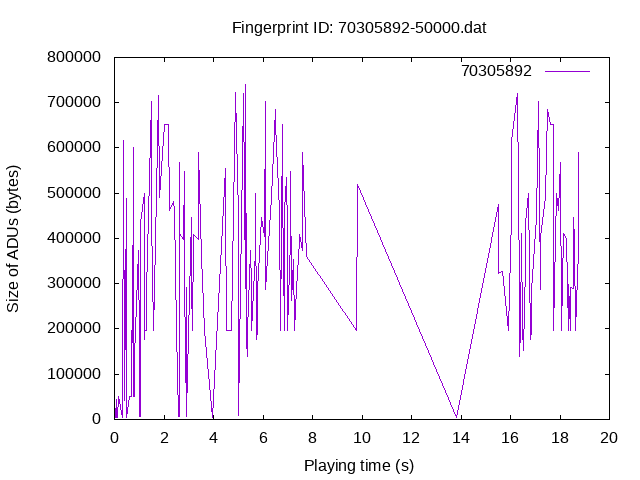 Fingerprint ID: 70305892-50000.dat
800000
700000
600000
500000
400000
300000
200000
100000
0
70305892
Size of ADUs (bytes)
0 2 4 6 8 10 12 14 16 18 20
Playing time (s)